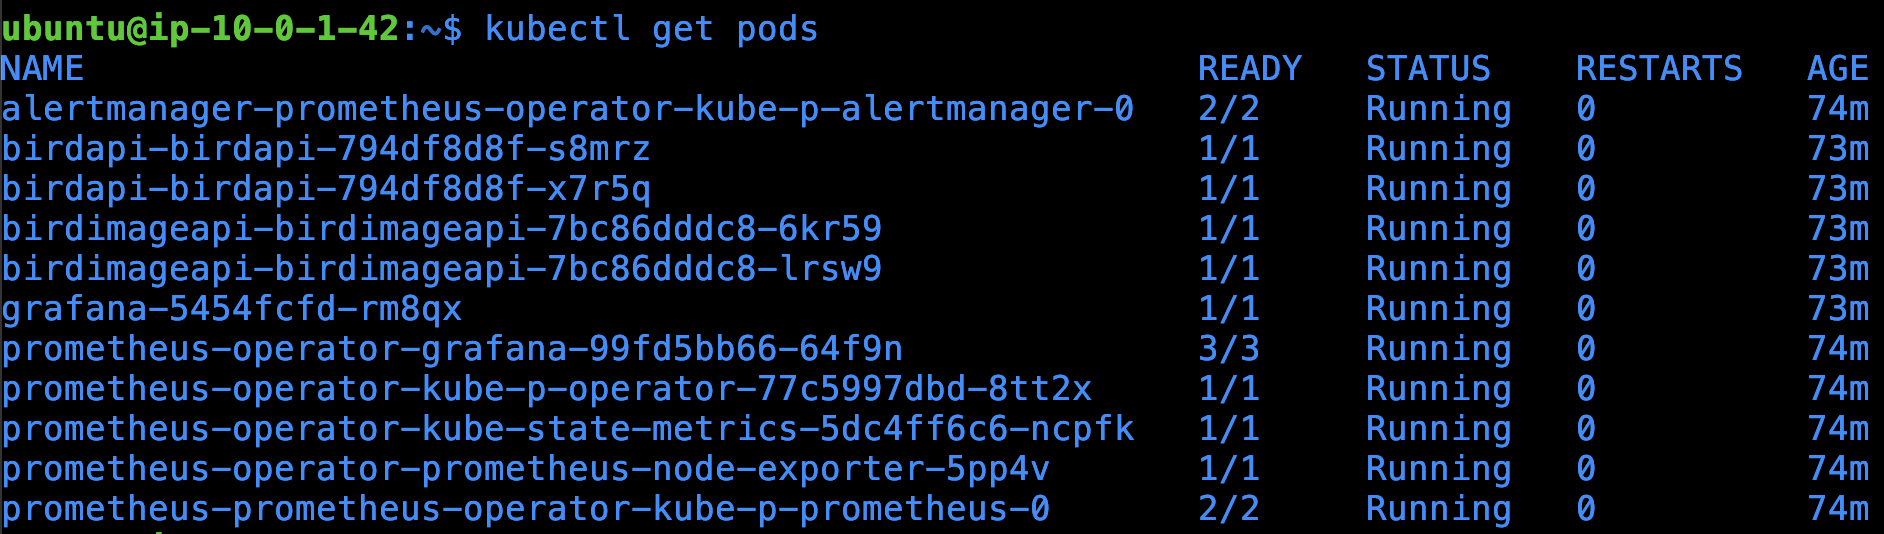 ubuntu@ip-10-0-1-42:~$ kubectl get pods
NAME READY STATUS RESTARTS AGE
alertmanager-prometheus-operator-kube-p-alertmanager-0 2/2 Running 0 74m
birdapi-birdapi-794df8d8f-s8mrz 1/1 Running 0 73m
birdapi-birdapi-794df8d8f-x7r5q 1/1 Running 0 73m
birdimageapi-birdimageapi-7bc86dddc8-6kr59 1/1 Running 0 73m
birdimageapi-birdimageapi-7bc86dddc8-lrsw9 1/1 Running 0 73m
grafana-5454fcfd-rm8qx 1/1 Running 0 73m
prometheus-operator-grafana-99fd5bb66-64f9n 3/3 Running 0 74m
prometheus-operator-kube-p-operator-77c5997dbd-8tt2x 1/1 Running 0 74m
prometheus-operator-kube-state-metrics-5dc4ff6c6-ncpfk 1/1 Running 0 74m
prometheus-operator-prometheus-node-exporter-5pp4v 1/1 Running 0 74m
prometheus-prometheus-operator-kube-p-prometheus-0 2/2 Running 0 74m